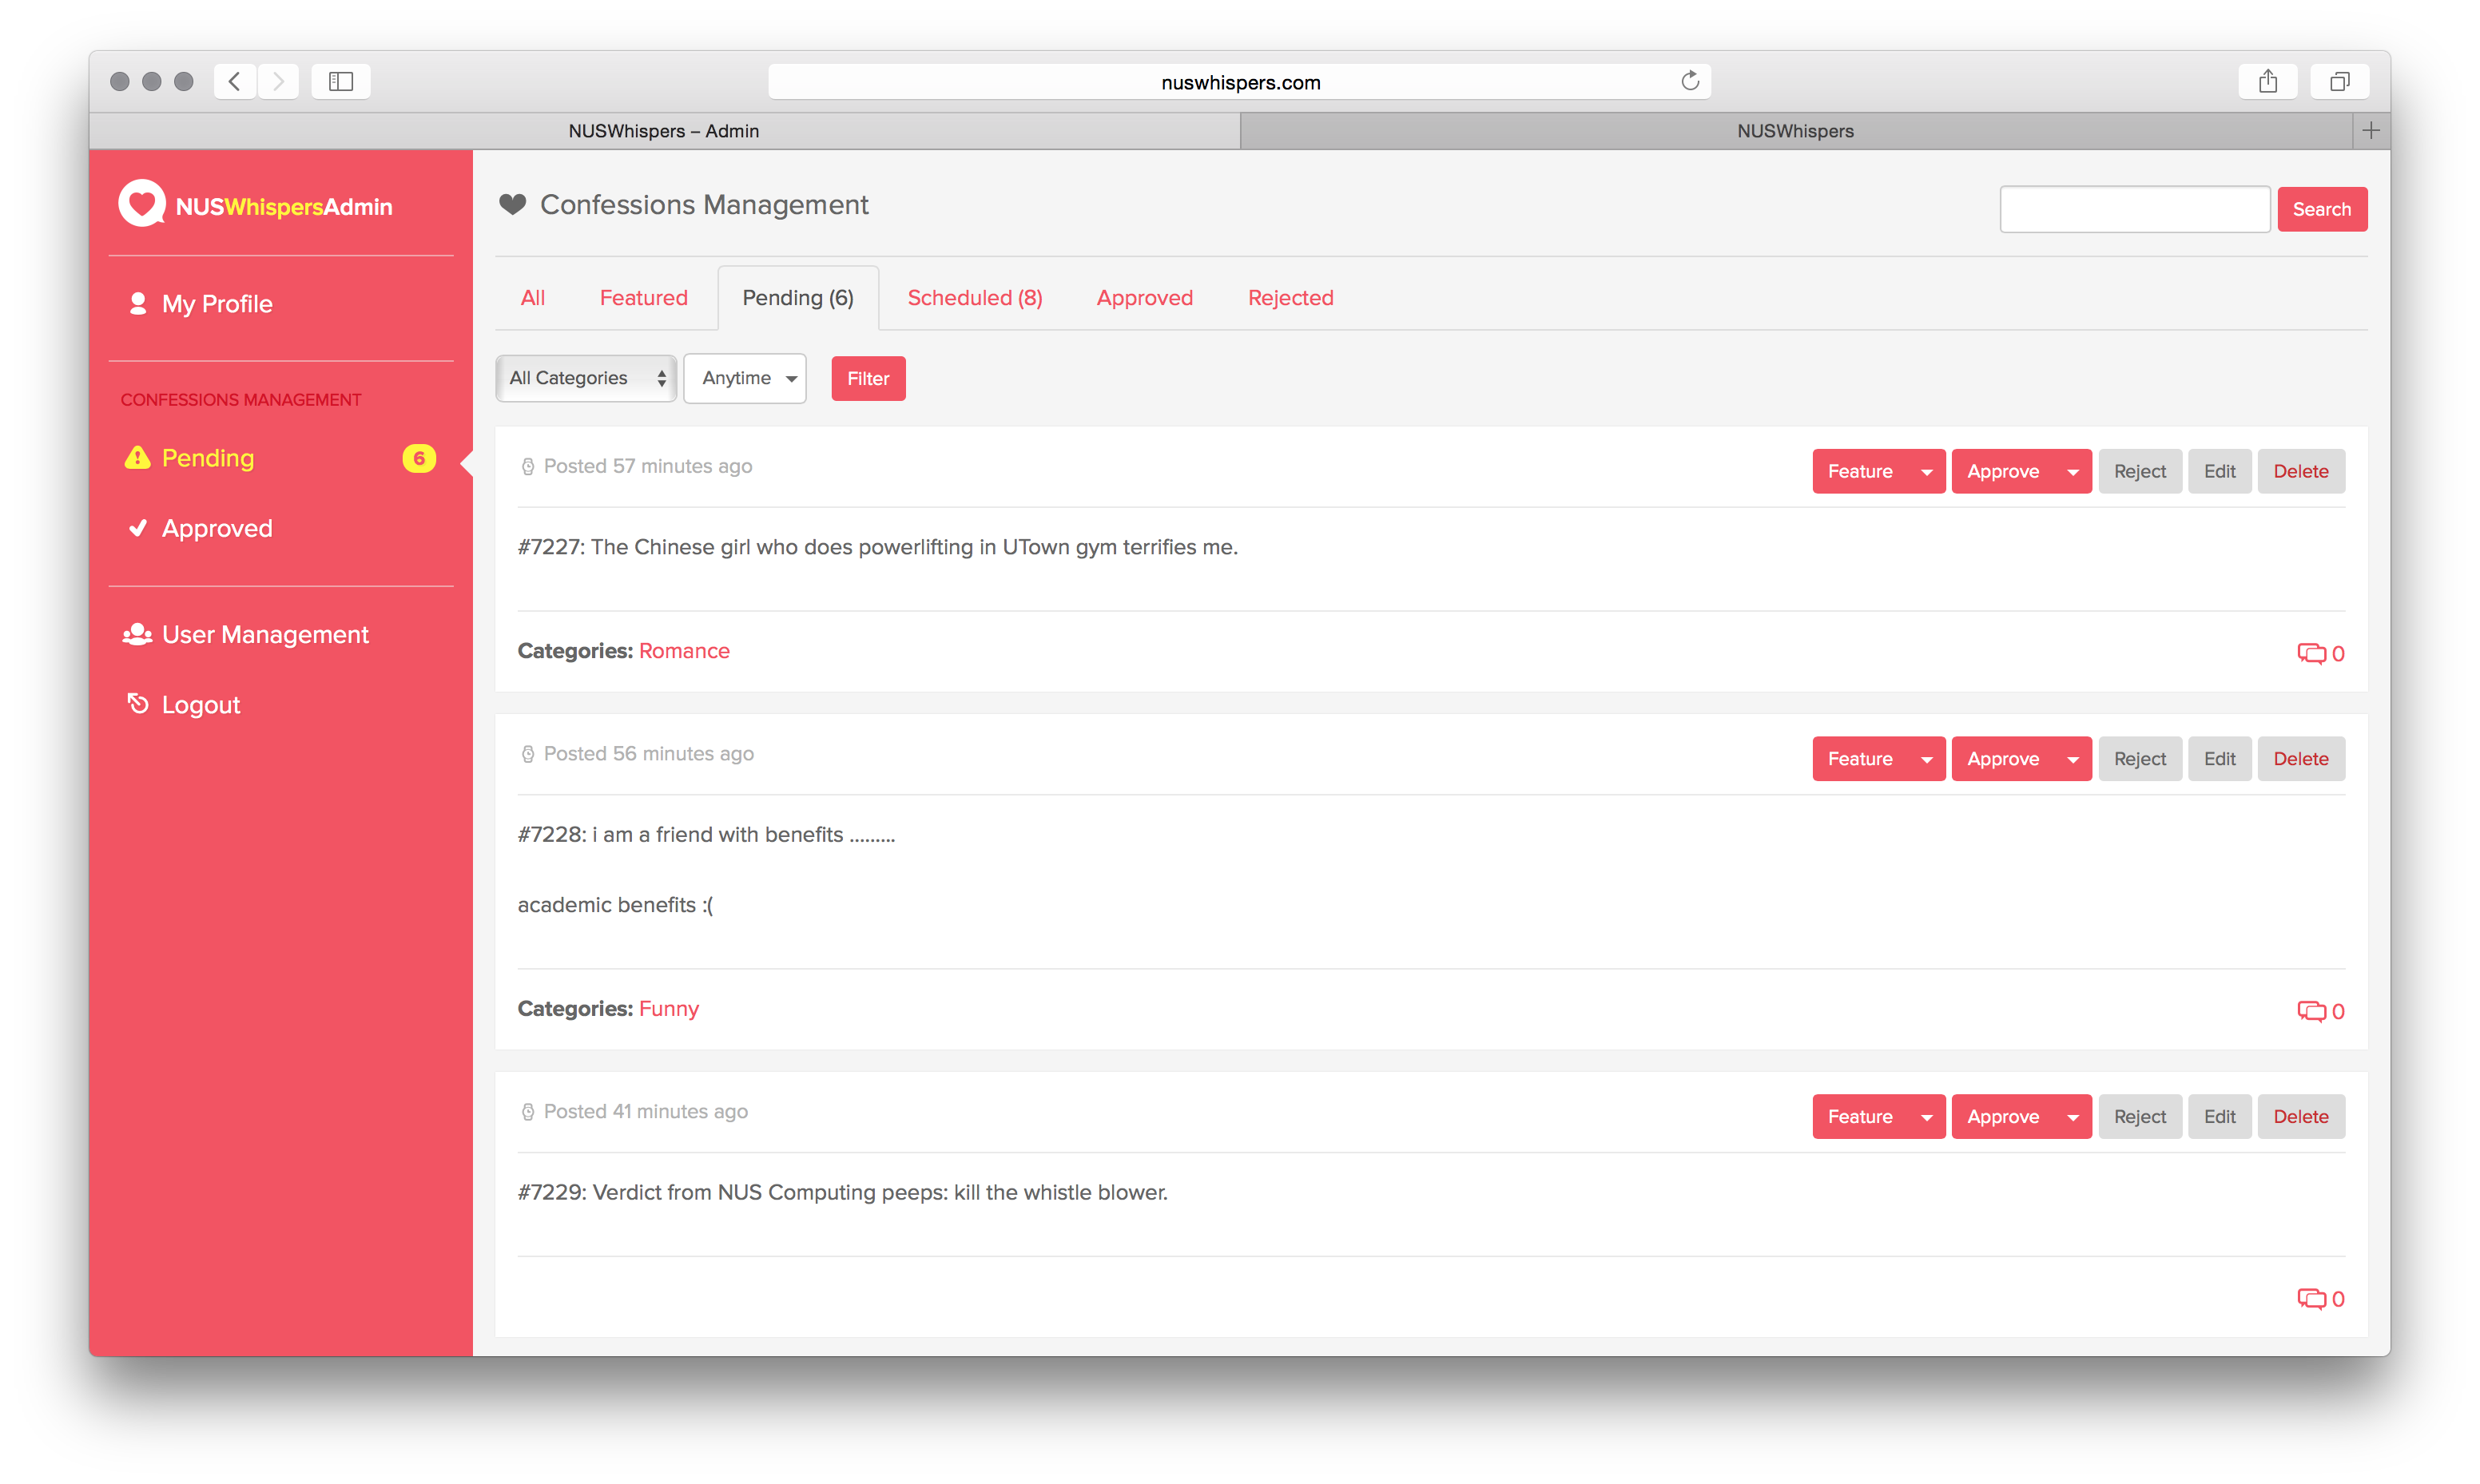 nuswhispers.com
NUSWhispers – Admin
NUSWhispers
NUSWhispersAdmin
My Profile
CONFESSIONS MANAGEMENT
Pending 6
Approved
User Management
Logout
Confessions Management
Search
All Featured Pending (6) Scheduled (8) Approved Rejected
All Categories Anytime Filter
Posted 57 minutes ago
Feature Approve Reject Edit Delete
#7227: The Chinese girl who does powerlifting in UTown gym terrifies me.
Categories: Romance
0
Posted 56 minutes ago
Feature Approve Reject Edit Delete
#7228: i am a friend with benefits .........
academic benefits :(
Categories: Funny
0
Posted 41 minutes ago
Feature Approve Reject Edit Delete
#7229: Verdict from NUS Computing peeps: kill the whistle blower.
0